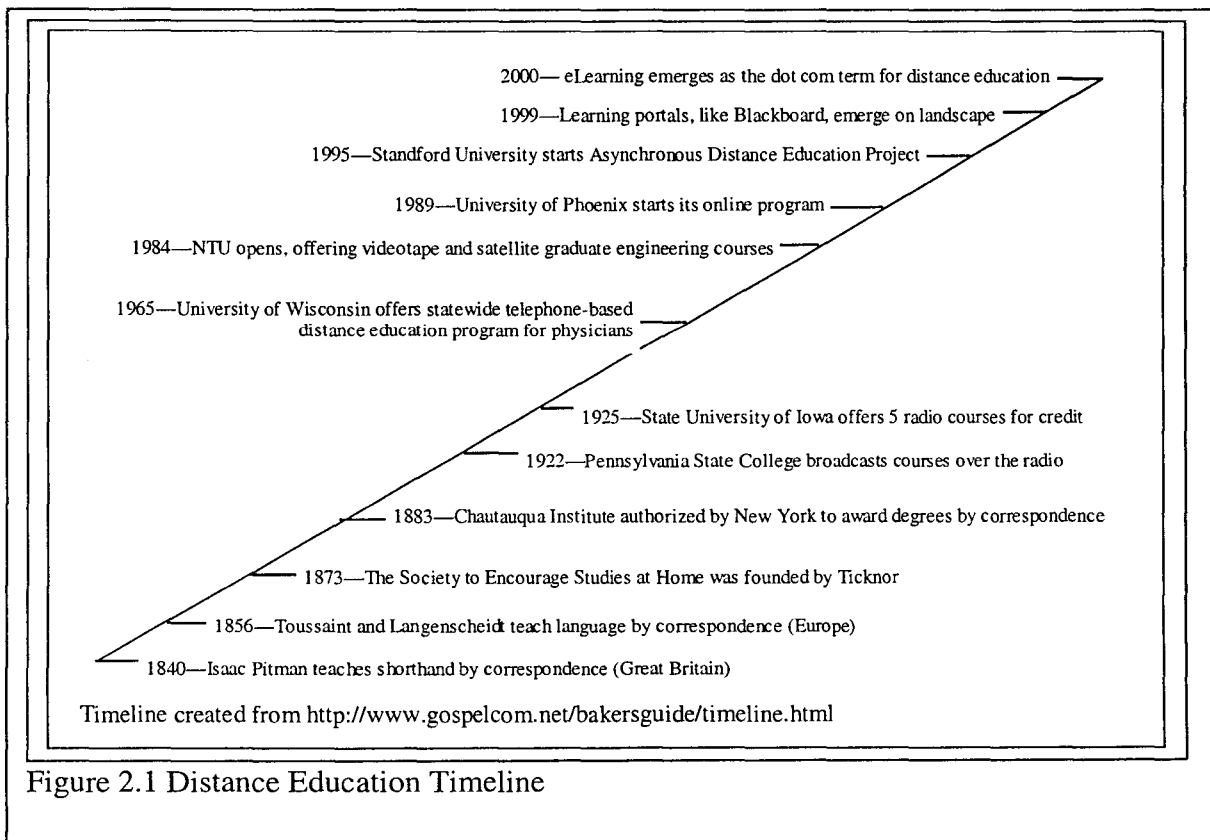 2000— eLearning emerges as the dot com term for distance education
1999—Learning portals, like Blackboard, emerge on landscape
1995—Standford University starts Asynchronous Distance Education Project
1989—University of Phoenix starts its online program
1984—NTU opens, offering videotape and satellite graduate engineering courses
1965—University of Wisconsin offers statewide telephone-based
distance education program for physicians
1925—State University of Iowa offers 5 radio courses for credit
1922—Pennsylvania State College broadcasts courses over the radio
1883—Chautauqua Institute authorized by New York to award degrees by correspondence
1873—The Society to Encourage Studies at Home was founded by Ticknor
1856—Toussaint and Langenscheidt teach language by correspondence (Europe)
1840—Isaac Pitman teaches shorthand by correspondence (Great Britain)
Timeline created from http://www.gospelcom.net/bakersguide/timeline.html
Figure 2.1 Distance Education Timeline